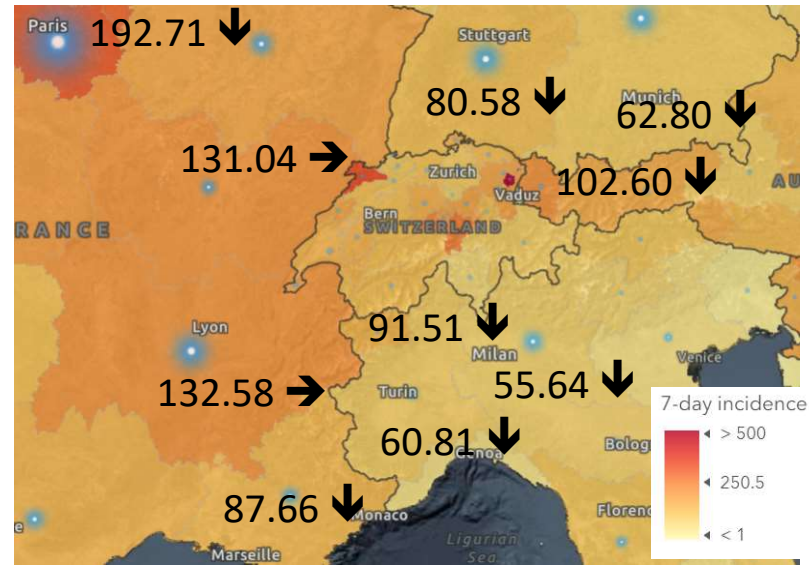 Paris
192.71
Stuttgart
80.58
Munich
62.80
131.04
Zurich
Vaduz
102.60
AU
Bern
SWITZERLAND
RANCE
Lyon
91.51
Milan
Venice
132.58
Turin
55.64
7-day incidence
> 500
250.5
< 1
60.81
Genoa
Bologn
87.66
Monaco
Florenc
e
Marseille
Ligurian
Sea